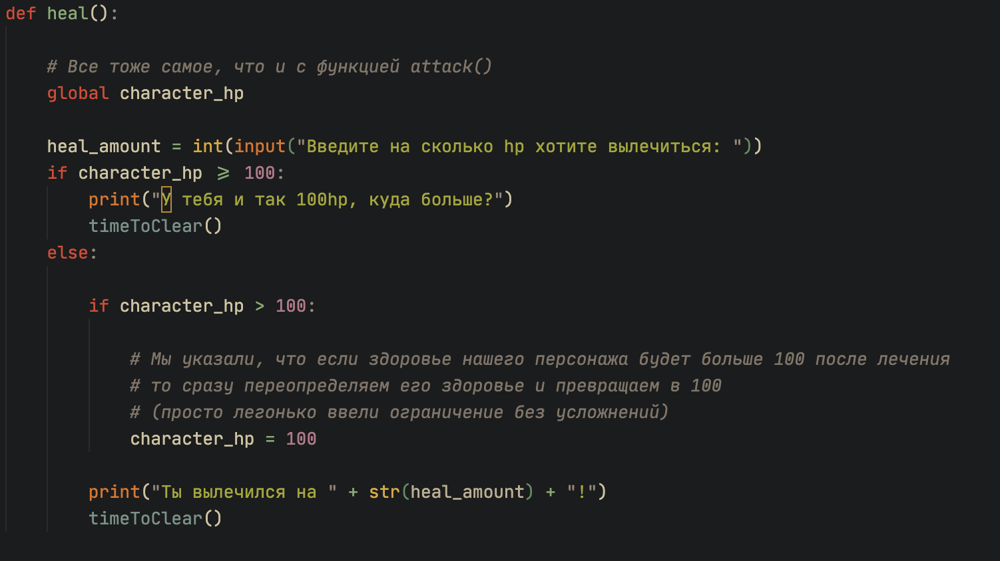 def heal():
# Все тоже самое, что и с функцией attack()
global character_hp
heal_amount = int(input("Введите на сколько hp хотите вылечиться: "))
if character_hp >= 100:
print("У тебя и так 100hp, куда больше?")
timeToClear()
else:
if character_hp > 100:
# Мы указали, что если здоровье нашего персонажа будет больше 100 после лечения
# то сразу переопределяем его здоровье и превращаем в 100
# (просто легонько ввели ограничение без усложнений)
character_hp = 100
print("Ты вылечился на " + str(heal_amount) + "!")
timeToClear()